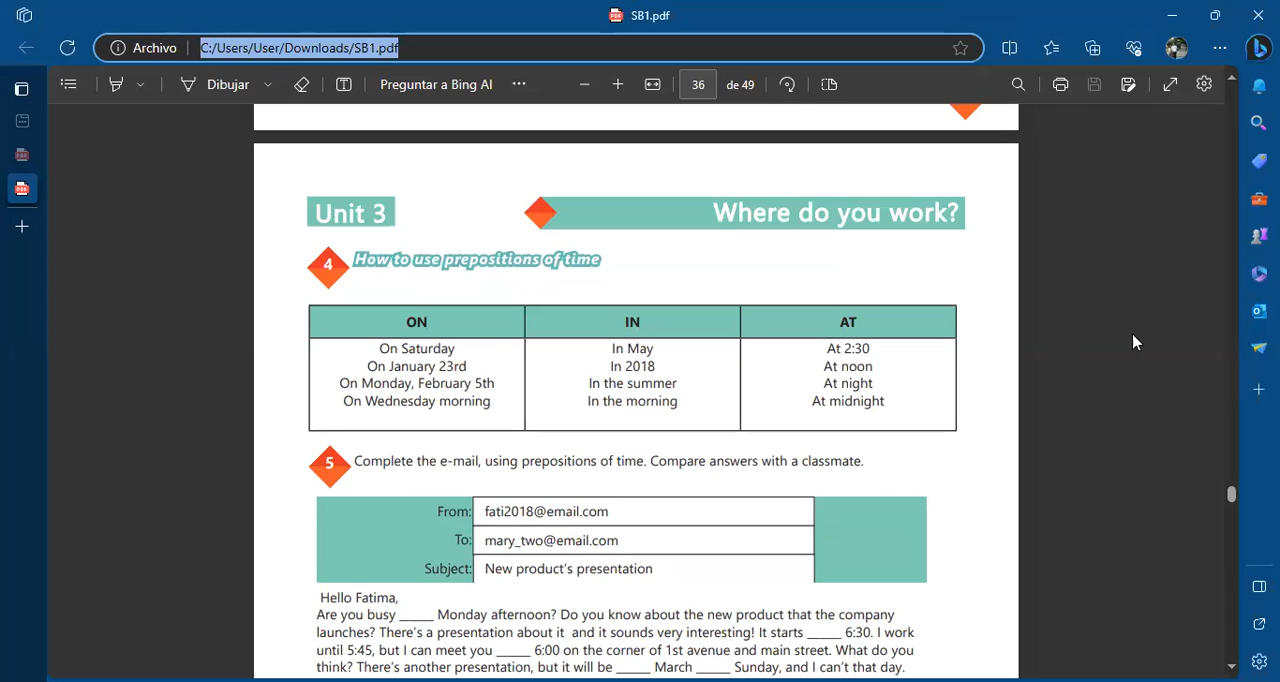 SB1.pdf
Archivo C:/Users/User/Downloads/SB1.pdf
Dibujar Preguntar a Bing AI 36 de 49
Unit 3 Where do you work?
4 How to use prepositions of time
ON IN AT
On Saturday In May At 2:30
On January 23rd In 2018 At noon
On Monday, February 5th In the summer At night
On Wednesday morning In the morning At midnight
5 Complete the e-mail, using prepositions of time. Compare answers with a classmate.
From: fati2018@email.com
To: mary_two@email.com
Subject: New product's presentation
Hello Fatima,
Are you busy _____ Monday afternoon? Do you know about the new product that the company
launches? There's a presentation about it and it sounds very interesting! It starts _____ 6:30. I work
until 5:45, but I can meet you _____ 6:00 on the corner of 1st avenue and main street. What do you
think? There's another presentation, but it will be _____ March _____ Sunday, and I can't that day.